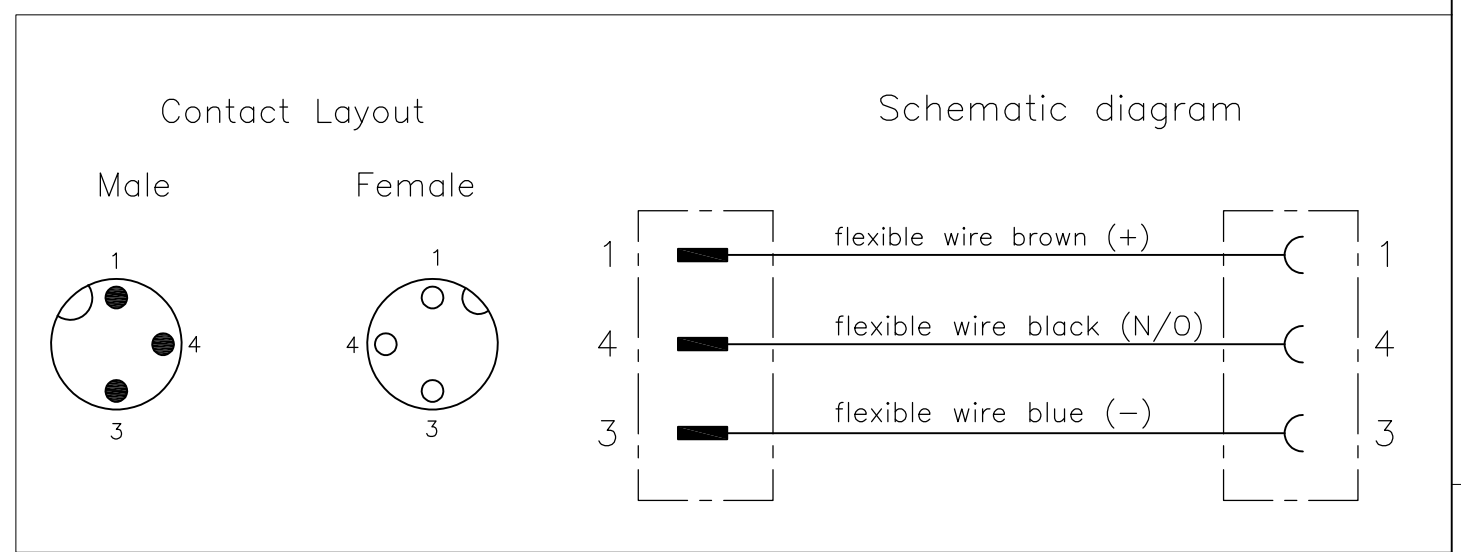 Contact Layout
Male
Female
1
4
3
1
4
3
Schematic diagram
1 flexible wire brown (+) 1
4 flexible wire black (N/O) 4
3 flexible wire blue (-) 3